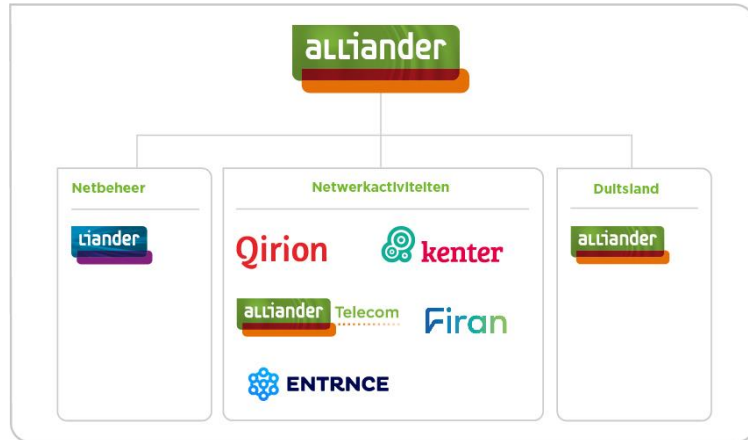 alliander
Netbeheer
Netwerkactiviteiten
Duitsland
Liander
Qirion
kenter
alliander
alliander Telecom
Firan
ENTRNCE